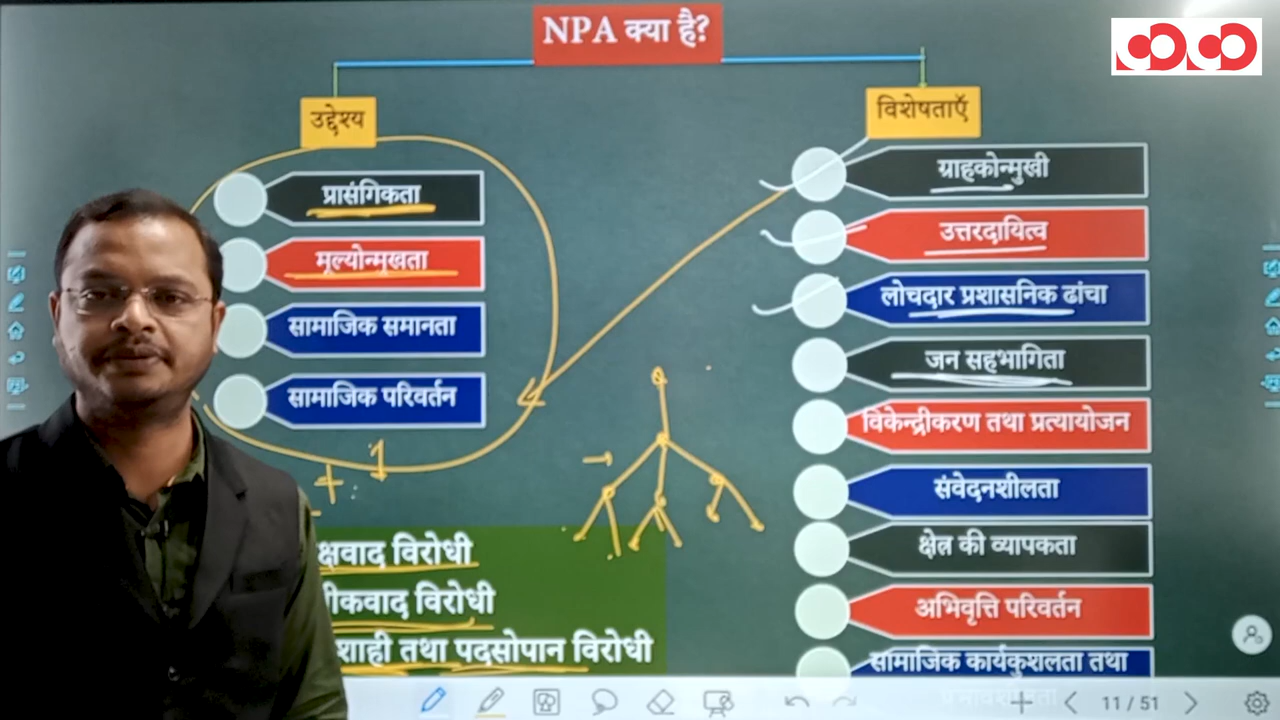 NPA क्या है?
उद्देश्य
प्रासंगिकता
मूल्योन्मुखता
सामाजिक समानता
सामाजिक परिवर्तन
क्षवाद विरोधी
ीकवाद विरोधी
शाही तथा पदसोपान विरोधी
विशेषताएँ
ग्राहकोन्मुखी
उत्तरदायित्व
लोचदार प्रशासनिक ढांचा
जन सहभागिता
विकेन्द्रीकरण तथा प्रत्यायोजन
संवेदनशीलता
क्षेत्र की व्यापकता
अभिवृत्ति परिवर्तन
सामाजिक कार्यकुशलता तथा
11 / 51